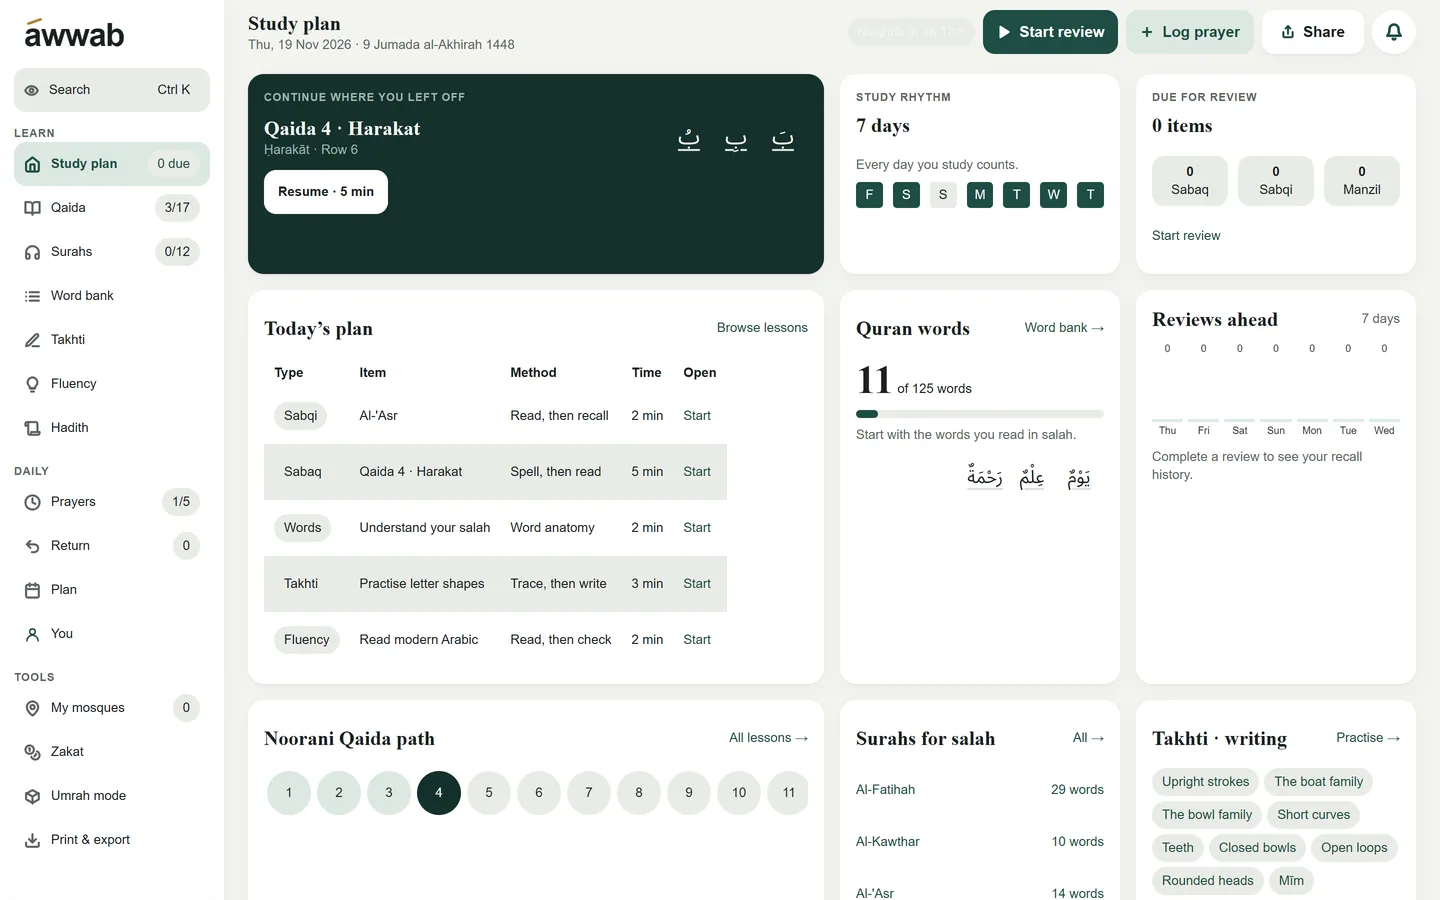 awwab
Search Ctrl K
LEARN
Study plan 0 due
Qaida 3/17
Surahs 0/12
Word bank
Takhti
Fluency
Hadith
DAILY
Prayers 1/5
Return 0
Plan
You
TOOLS
My mosques 0
Zakat
Umrah mode
Print & export
Study plan
Thu, 19 Nov 2026 · 9 Jumada al-Akhirah 1448
Start review
+ Log prayer
Share
CONTINUE WHERE YOU LEFT OFF
Qaida 4 · Harakat
Ḥarakāt · Row 6
بَ بِ بُ
Resume · 5 min
STUDY RHYTHM
7 days
Every day you study counts.
F S S M T W T
DUE FOR REVIEW
0 items
0 0 0
Sabaq Sabqi Manzil
Start review
Today’s plan Browse lessons
Type Item Method Time Open
Sabqi Al-'Asr Read, then recall 2 min Start
Sabaq Qaida 4 · Harakat Spell, then read 5 min Start
Words Understand your salah Word anatomy 2 min Start
Takhti Practise letter shapes Trace, then write 3 min Start
Fluency Read modern Arabic Read, then check 2 min Start
Quran words Word bank →
11 of 125 words
Start with the words you read in salah.
يَوْمٌ عِلْمٌ رَحْمَةٌ
Reviews ahead 7 days
0 0 0 0 0 0 0
Thu Fri Sat Sun Mon Tue Wed
Complete a review to see your recall
history.
Noorani Qaida path All lessons →
1 2 3 4 5 6 7 8 9 10 11
Surahs for salah All →
Al-Fatihah 29 words
Al-Kawthar 10 words
Al-'Asr 14 words
Takhti · writing Practise →
Upright strokes The boat family
The bowl family Short curves
Teeth Closed bowls Open loops
Rounded heads Mīm